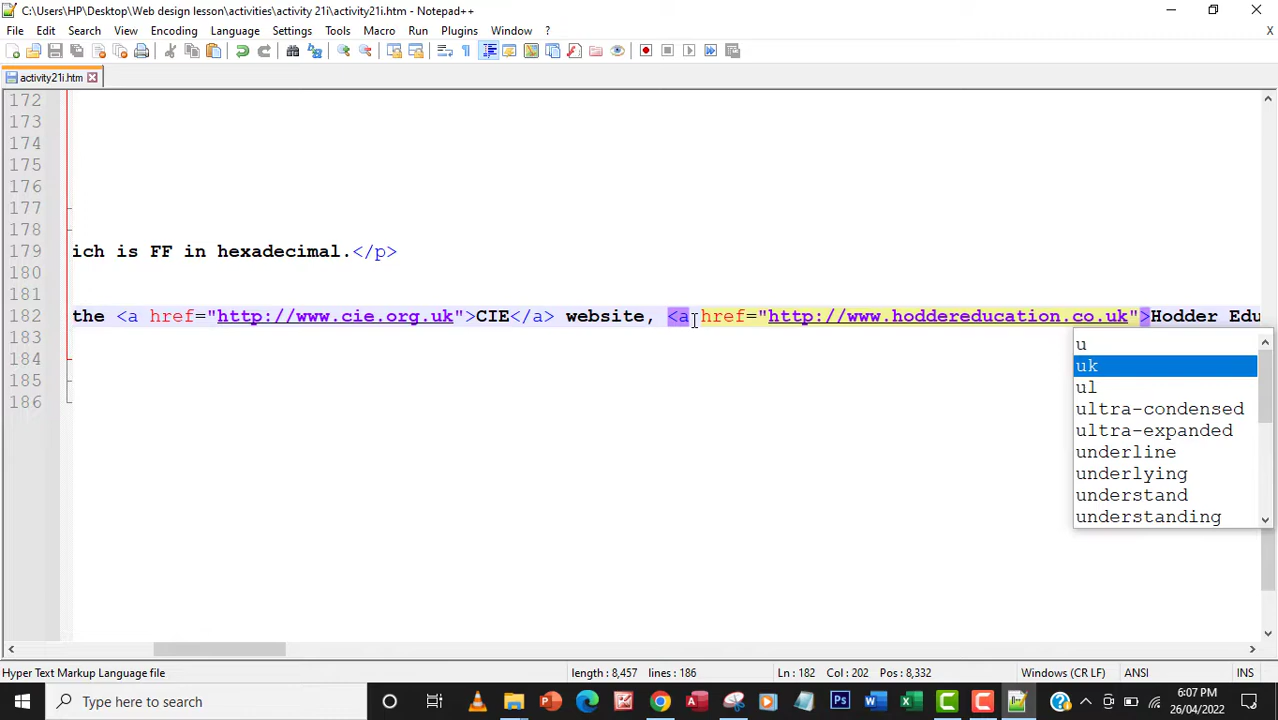 C:\Users\HP\Desktop\Web design lesson\activities\activity 21i\activity21i.htm - Notepad++
File Edit Search View Encoding Language Settings Tools Macro Run Plugins Window ? X
activity21i.htm
172
173
174
175
176
177
178
179 ich is FF in hexadecimal.</p>
180
181
182 the <a href="http://www.cie.org.uk">CIE</a> website, <a href="http://www.hoddereducation.co.uk">Hodder Edu
183
184
185
186
u
uk
ul
ultra-condensed
ultra-expanded
underline
underlying
understand
understanding
Hyper Text Markup Language file length : 8,457 lines : 186 Ln : 182 Col : 202 Pos : 8,332 Windows (CR LF) ANSI INS
Type here to search
6:07 PM
26/04/2022